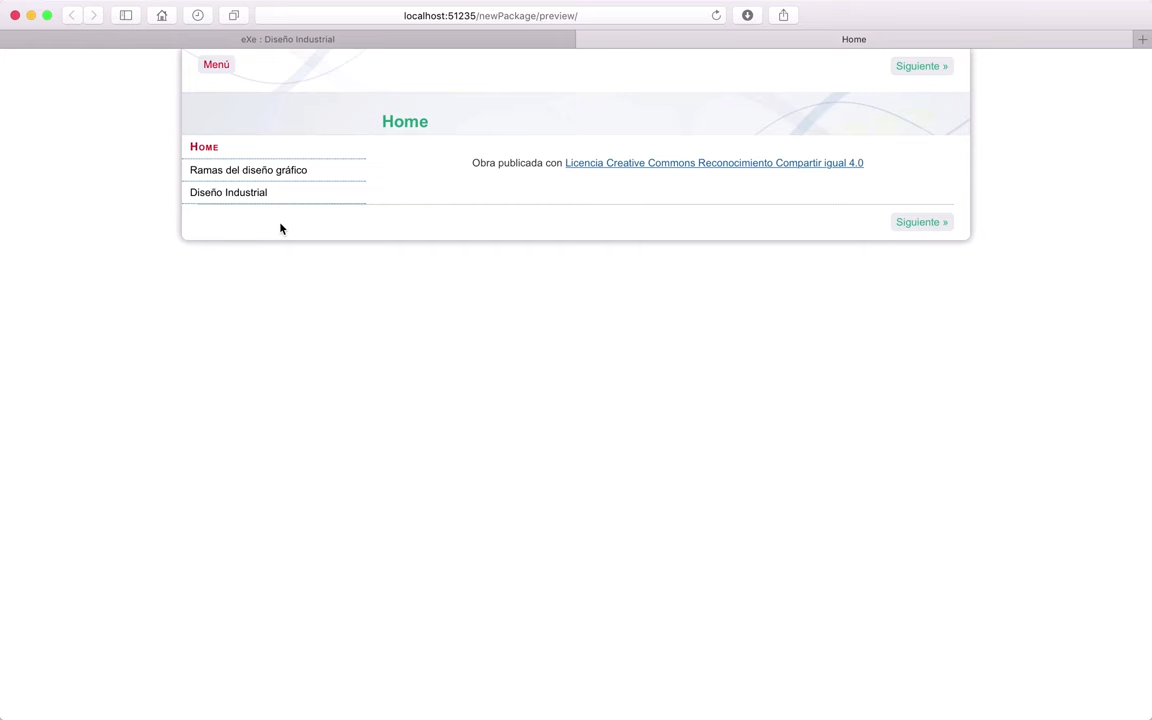 localhost:51235/newPackage/preview/
eXe : Diseño Industrial
Home
Menú
Siguiente »
Home
Home
Ramas del diseño gráfico
Diseño Industrial
Obra publicada con Licencia Creative Commons Reconocimiento Compartir igual 4.0
Siguiente »